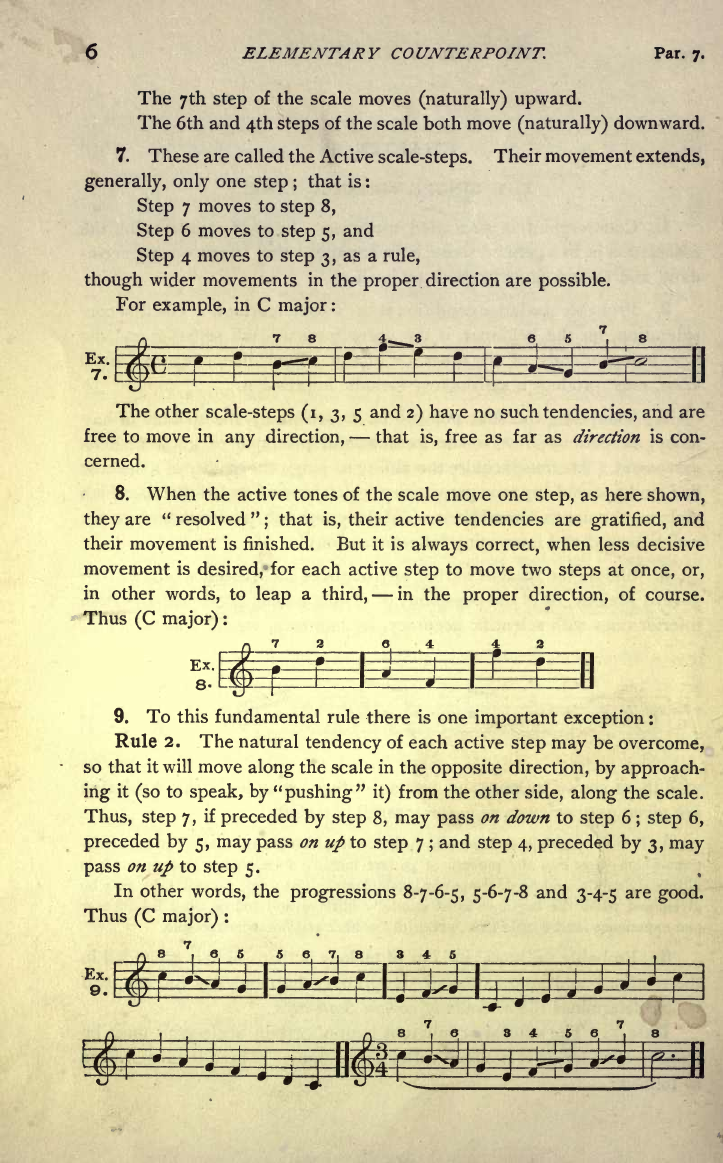 6 ELEMENTARY COUNTERPOINT. Par. 7.
The 7th step of the scale moves (naturally) upward.
The 6th and 4th steps of the scale both move (naturally) downward.
7. These are called the Active scale-steps. Their movement extends,
generally, only one step; that is:
Step 7 moves to step 8,
Step 6 moves to step 5, and
Step 4 moves to step 3, as a rule,
though wider movements in the proper direction are possible.
For example, in C major:
7 8 4 3 6 5 7 8
Ex.
7.
The other scale-steps (1, 3, 5 and 2) have no such tendencies, and are
free to move in any direction, — that is, free as far as direction is con-
cerned.
8. When the active tones of the scale move one step, as here shown,
they are "resolved"; that is, their active tendencies are gratified, and
their movement is finished. But it is always correct, when less decisive
movement is desired, for each active step to move two steps at once, or,
in other words, to leap a third, — in the proper direction, of course.
Thus (C major):
7 2 6 4 4 2
Ex.
8.
9. To this fundamental rule there is one important exception:
Rule 2. The natural tendency of each active step may be overcome,
so that it will move along the scale in the opposite direction, by approach-
ing it (so to speak, by "pushing" it) from the other side, along the scale.
Thus, step 7, if preceded by step 8, may pass on down to step 6; step 6,
preceded by 5, may pass on up to step 7; and step 4, preceded by 3, may
pass on up to step 5.
In other words, the progressions 8-7-6-5, 5-6-7-8 and 3-4-5 are good.
Thus (C major):
8 7 6 5 5 6 7 8 3 4 5
Ex.
9.
8 7 6 3 4 5 6 7 8
3
4